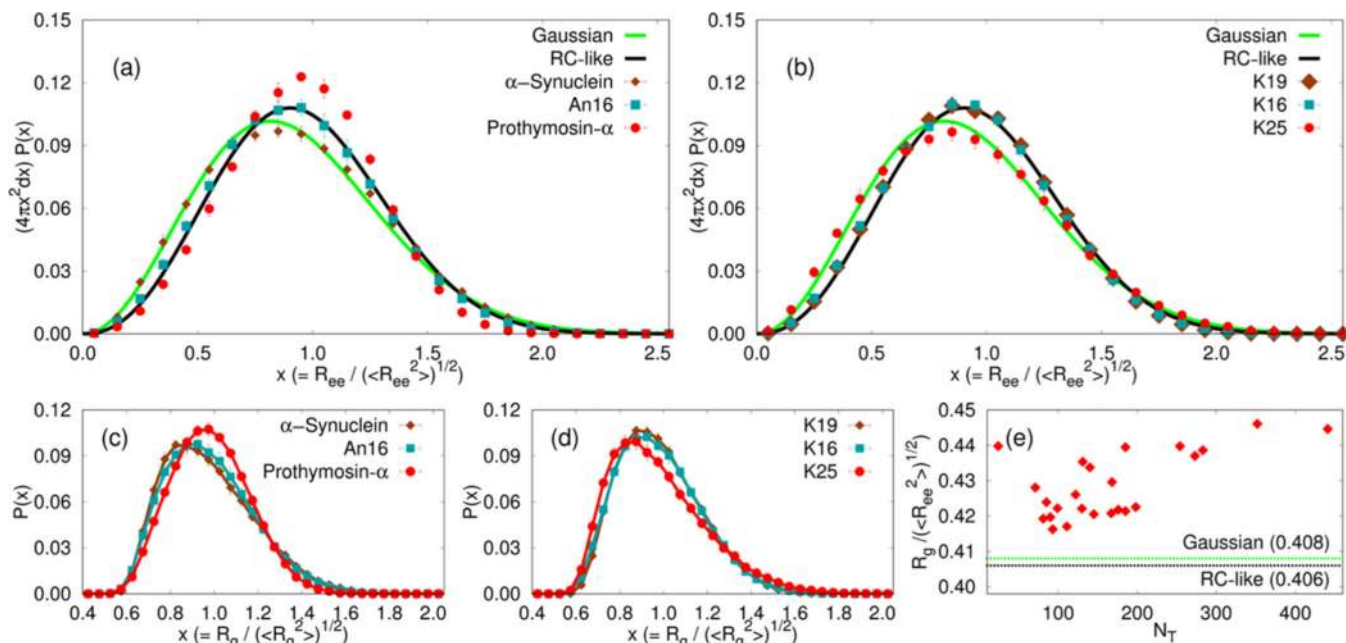 0.15
0.12
0.09
0.06
0.03
0.00
(4πx²dx) P(x)
(a)
Gaussian
RC-like
α−Synuclein
An16
Prothymosin-α
0.0 0.5 1.0 1.5 2.0 2.5
x (= R_ee / (<R_ee²>)^1/2)
0.15
0.12
0.09
0.06
0.03
0.00
(4πx²dx) P(x)
(b)
Gaussian
RC-like
K19
K16
K25
0.0 0.5 1.0 1.5 2.0 2.5
x (= R_ee / (<R_ee²>)^1/2)
0.12
0.09
0.06
0.03
0.00
P(x)
(c)
α−Synuclein
An16
Prothymosin-α
0.4 0.6 0.8 1.0 1.2 1.4 1.6 1.8 2.0
x (= R_g / (<R_g²>)^1/2)
0.12
0.09
0.06
0.03
0.00
P(x)
(d)
K19
K16
K25
0.4 0.6 0.8 1.0 1.2 1.4 1.6 1.8 2.0
x (= R_g / (<R_g²>)^1/2)
0.45
0.44
0.43
0.42
0.41
0.40
R_g/(<R_ee²>)^1/2
(e)
Gaussian (0.408)
RC-like (0.406)
100 200 300 400
N_T